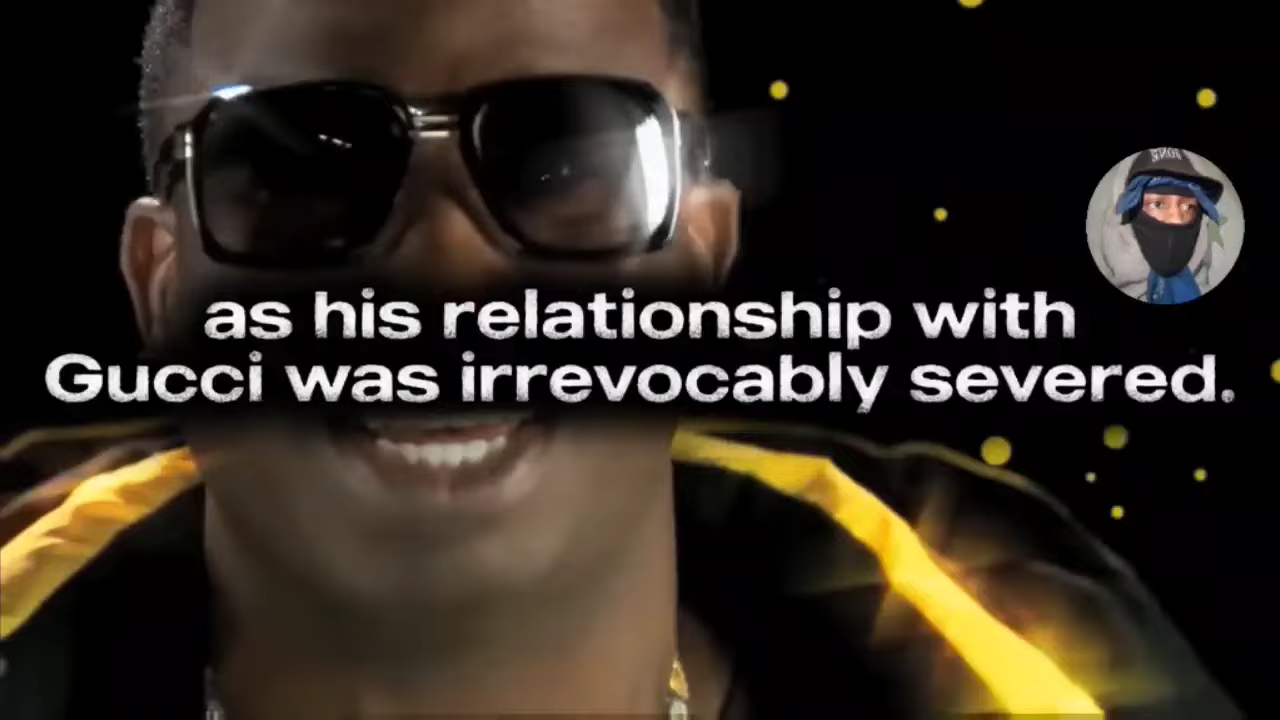 as his relationship with
Gucci was irrevocably severed.